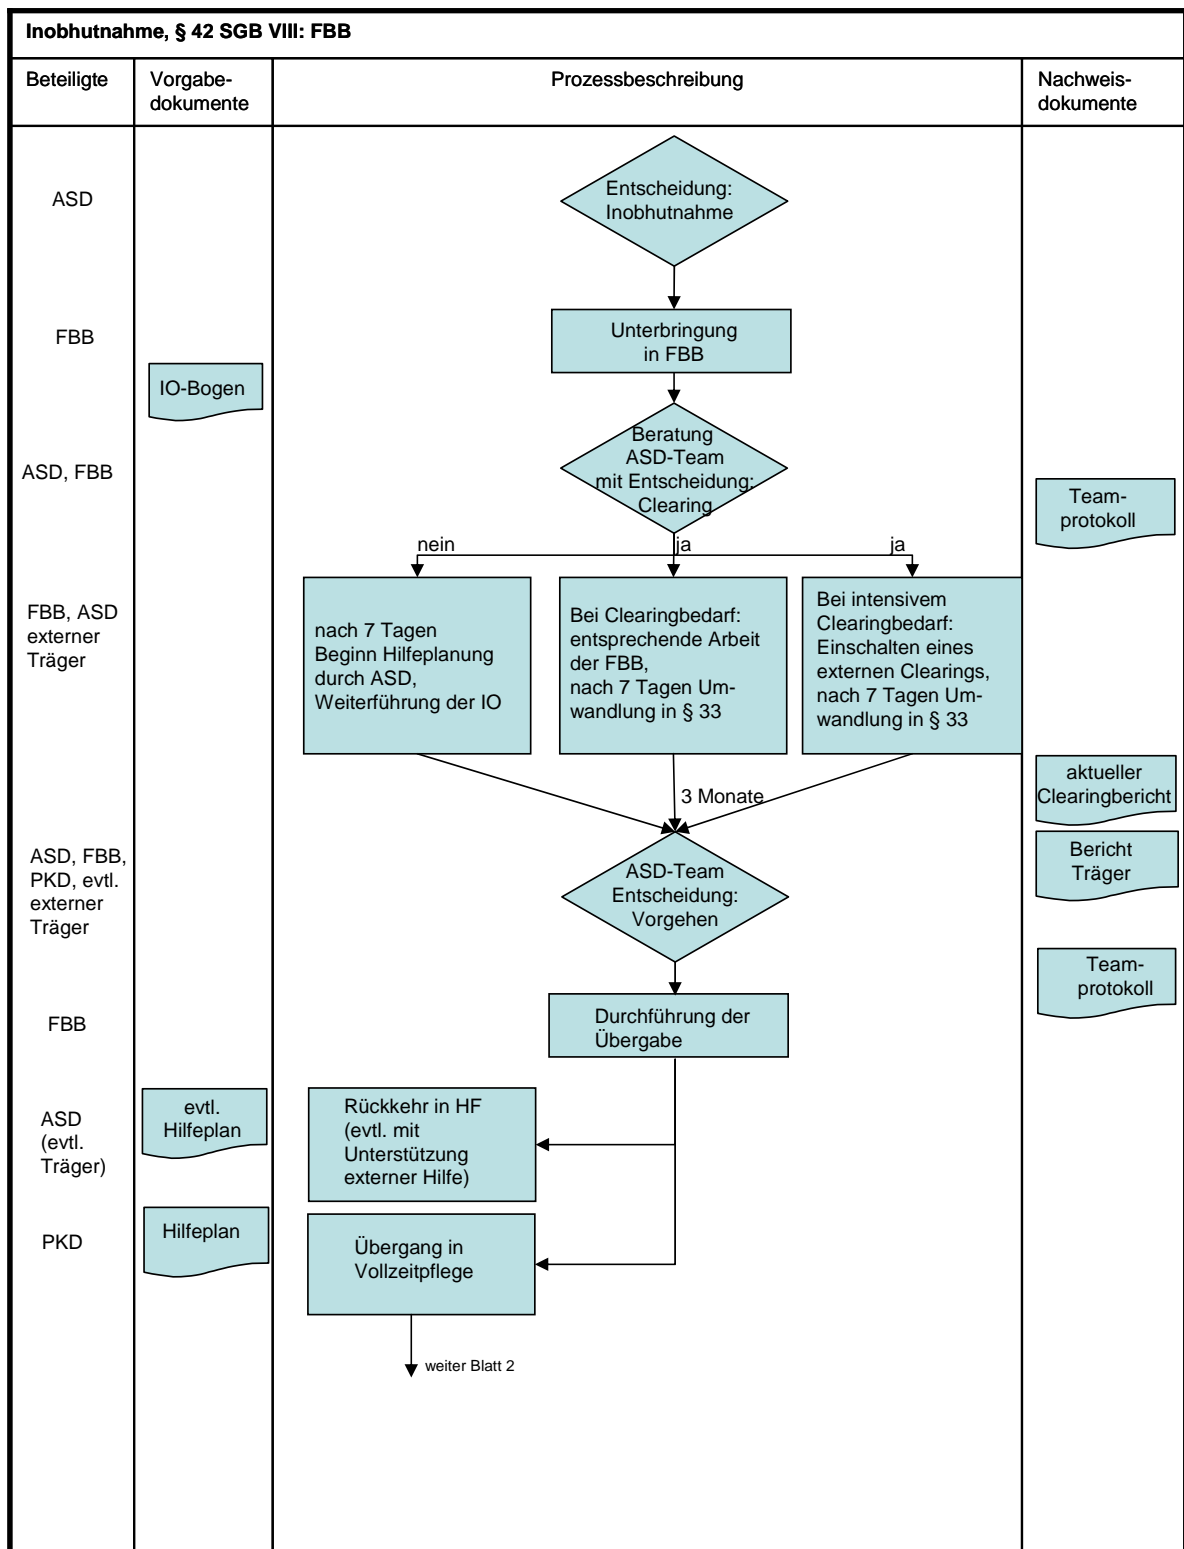 Inobhutnahme, § 42 SGB VIII: FBB
Beteiligte
Vorgabe-
dokumente
Prozessbeschreibung
Nachweis-
dokumente
ASD
Entscheidung:
Inobhutnahme
FBB
Unterbringung
in FBB
IO-Bogen
ASD, FBB
Beratung
ASD-Team
mit Entscheidung:
Clearing
Team-
protokoll
nein
ja
ja
FBB, ASD
externer
Träger
nach 7 Tagen
Beginn Hilfeplanung
durch ASD,
Weiterführung der IO
Bei Clearingbedarf:
entsprechende Arbeit
der FBB,
nach 7 Tagen Um-
wandlung in § 33
Bei intensivem
Clearingbedarf:
Einschalten eines
externen Clearings,
nach 7 Tagen Um-
wandlung in § 33
3 Monate
aktueller
Clearingbericht
ASD, FBB,
PKD, evtl.
externer
Träger
ASD-Team
Entscheidung:
Vorgehen
Bericht
Träger
Team-
protokoll
FBB
Durchführung der
Übergabe
ASD
(evtl.
Träger)
evtl.
Hilfeplan
Rückkehr in HF
(evtl. mit
Unterstützung
externer Hilfe)
PKD
Hilfeplan
Übergang in
Vollzeitpflege
weiter Blatt 2